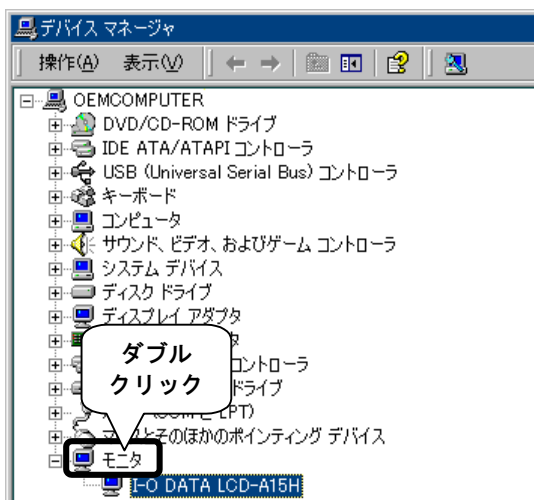 デバイス マネージャ
操作(A) 表示(V)
OEMCOMPUTER
DVD/CD-ROM ドライブ
IDE ATA/ATAPI コントローラ
USB (Universal Serial Bus) コントローラ
キーボード
コンピュータ
サウンド、ビデオ、およびゲーム コントローラ
システム デバイス
ディスク ドライブ
ディスプレイ アダプタ
ダブル
クリック
コントローラ
ドライブ
LPT)
とそのほかのポインティング デバイス
モニタ
I-O DATA LCD-A15H